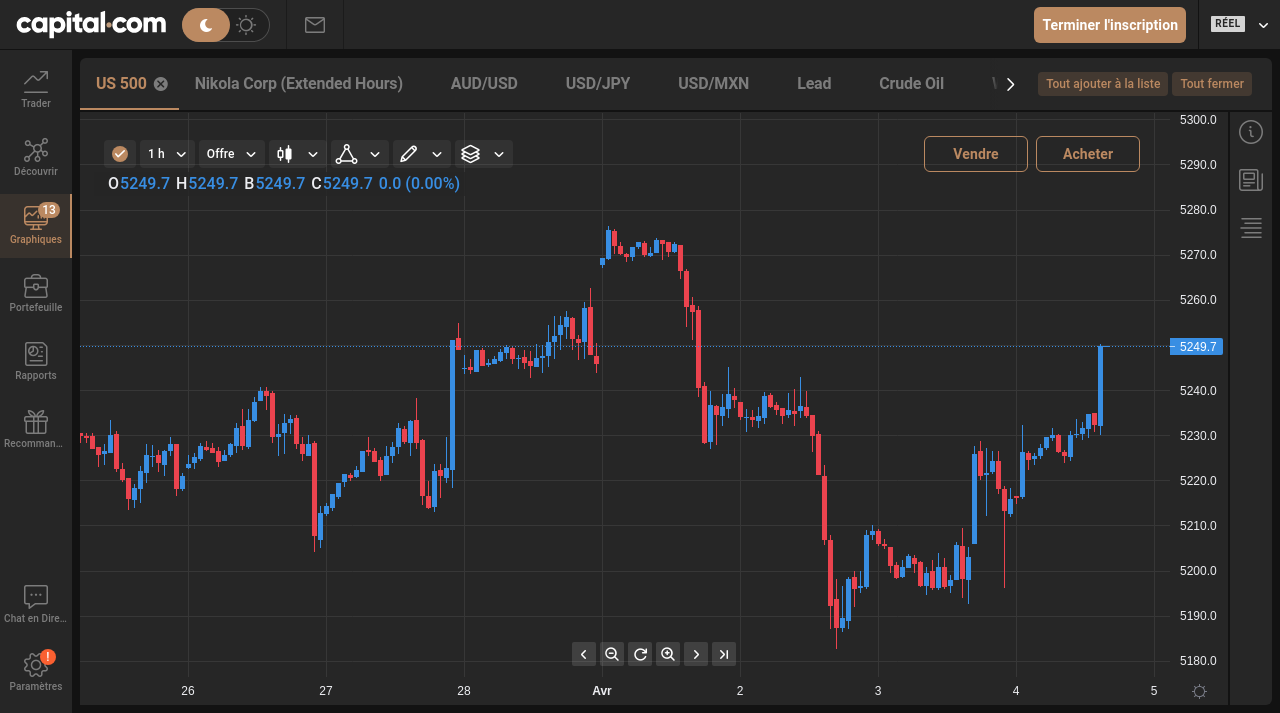 capital.com
Terminer l'inscription
RÉEL
US 500
Nikola Corp (Extended Hours)
AUD/USD
USD/JPY
USD/MXN
Lead
Crude Oil
Tout ajouter à la liste
Tout fermer
Trader
Découvrir
13
Graphiques
Portefeuille
Rapports
Recomman...
Chat en Dire...
!
Paramètres
1 h
Offre
Vendre
Acheter
O5249.7 H5249.7 B5249.7 C5249.7 0.0 (0.00%)
5300.0
5290.0
5280.0
5270.0
5260.0
5249.7
5240.0
5230.0
5220.0
5210.0
5200.0
5190.0
5180.0
26 27 28 Avr 2 3 4 5